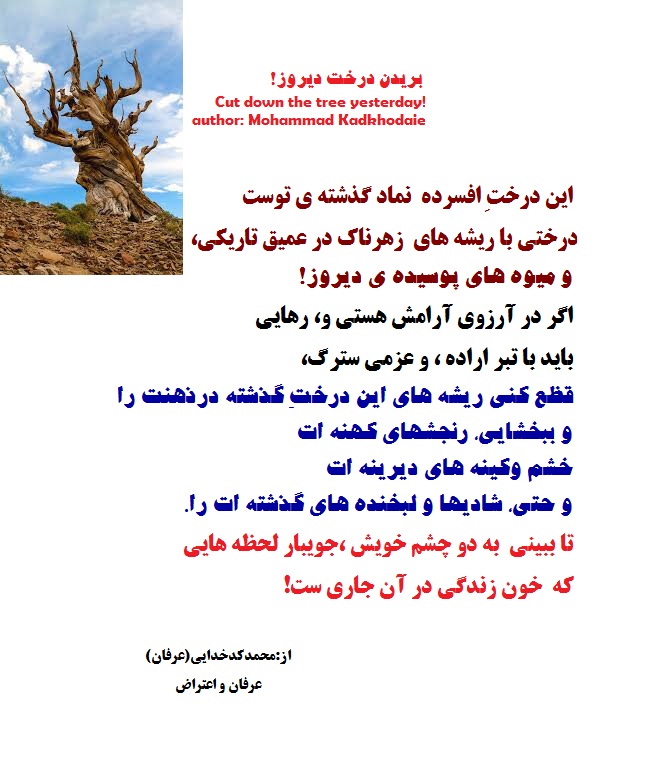 بریدن درخت دیروز!
Cut down the tree yesterday!
author: Mohammad Kadkhodaie
این درختِ افسرده نماد گذشته ی توست
درختی با ریشه های زهرناک در عمیق تاریکی،
و میوه های پوسیده ی دیروز!
اگر در آرزوی آرامش هستی و، رهایی
باید با تبر اراده ، و عزمی سترگ،
قطع کنی ریشه های این درختِ گذشته درذهنت را
و ببخشایی، رنجشهای کهنه ات
خشم وکینه های دیرینه ات
و حتی، شادیها و لبخنده های گذشته ات را.
تا ببینی به دو چشم خویش ،جویبار لحظه هایی
که خون زندگی در آن جاری ست!
از:محمدکدخدایی(عرفان)
عرفان و اعتراض